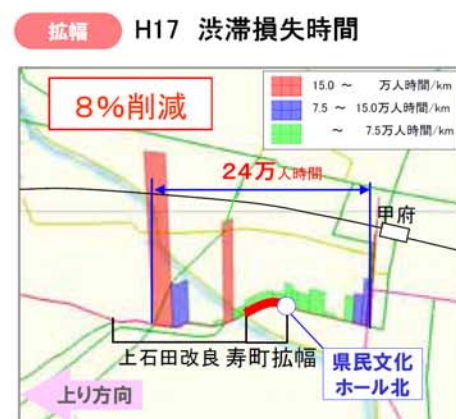 拡幅 H17 渋滞損失時間
8%削減
15.0 ～ 万人時間/km
7.5 ～ 15.0万人時間/km
～ 7.5万人時間/km
24万人時間
甲府
上石田改良 寿町拡幅
県民文化
ホール北
上り方向